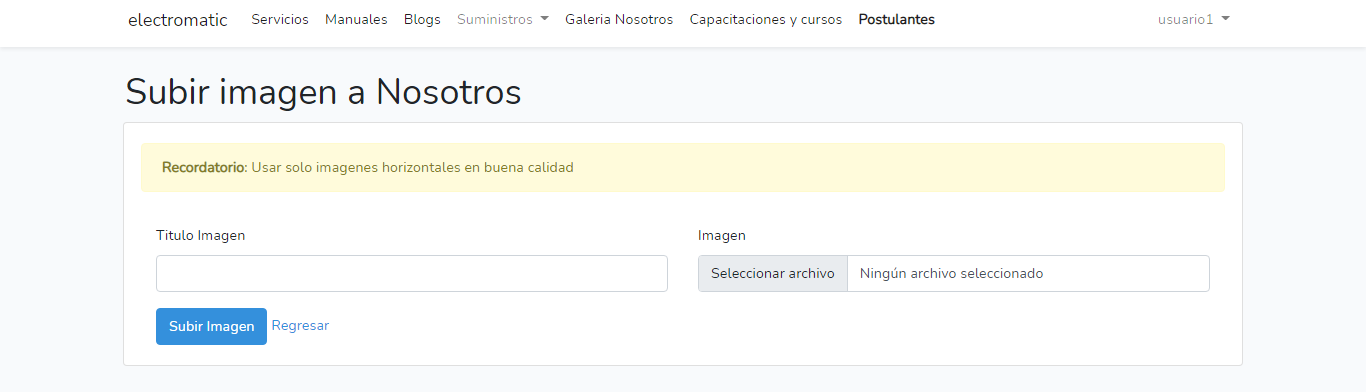 electromatic Servicios Manuales Blogs Suministros Galeria Nosotros Capacitaciones y cursos Postulantes usuario1
Subir imagen a Nosotros
Recordatorio: Usar solo imagenes horizontales en buena calidad
Titulo Imagen Imagen
Seleccionar archivo Ningún archivo seleccionado
Subir Imagen Regresar